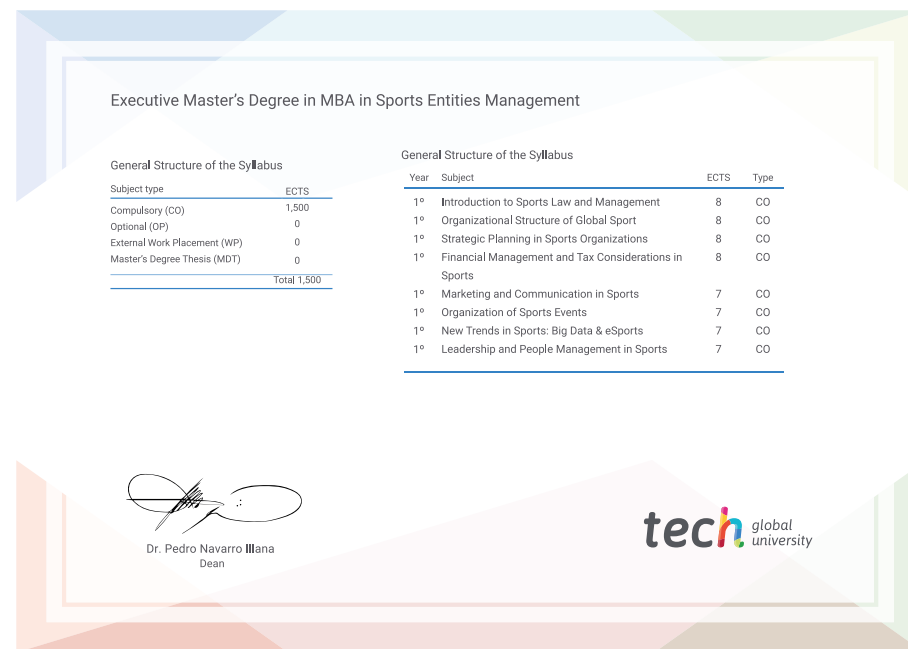 Executive Master's Degree in MBA in Sports Entities Management
General Structure of the Syllabus
Subject type ECTS
Compulsory (CO) 1,500
Optional (OP) 0
External Work Placement (WP) 0
Master's Degree Thesis (MDT) 0
Total 1,500
General Structure of the Syllabus
Year Subject ECTS Type
1º Introduction to Sports Law and Management 8 CO
1º Organizational Structure of Global Sport 8 CO
1º Strategic Planning in Sports Organizations 8 CO
1º Financial Management and Tax Considerations in 8 CO
Sports
1º Marketing and Communication in Sports 7 CO
1º Organization of Sports Events 7 CO
1º New Trends in Sports: Big Data & eSports 7 CO
1º Leadership and People Management in Sports 7 CO
Dr. Pedro Navarro Illana
Dean
tech global
university